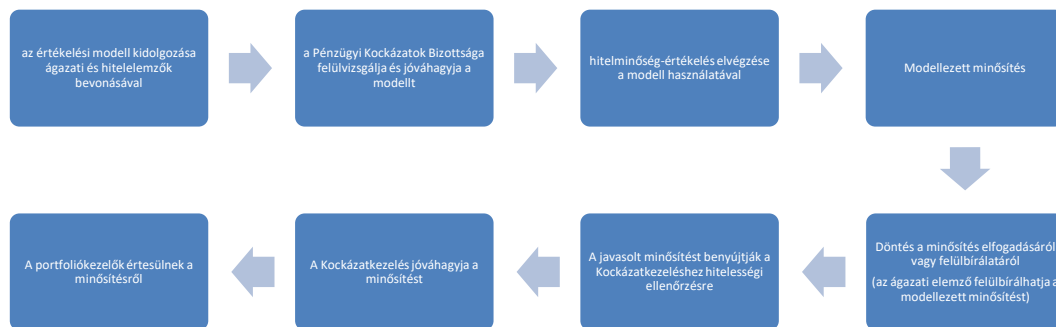 az értékelési modell kidolgozása
ágazati és hitelelemzők
bevonásával
a Pénzügyi Kockázatok Bizottsága
felülvizsgálja és jóváhagyja a
modellt
hitelminőség-értékelés elvégzése
a modell használatával
Modellezett minősítés
Döntés a minősítés elfogadásáról
vagy felülbírálatáról
(az ágazati elemző felülbírálhatja a
modellezett minősítést)
A javasolt minősítést benyújtják a
Kockázatkezeléshez hitelességi
ellenőrzésre
A Kockázatkezelés jóváhagyja a
minősítést
A portfoliókezelők értesülnek a
minősítésről